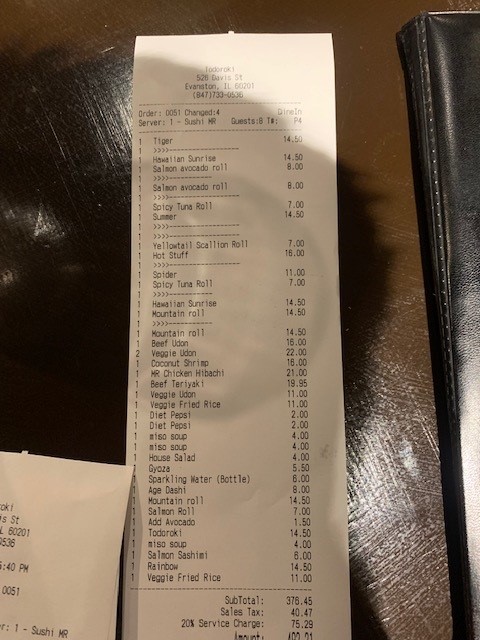 Todoroki
526 Davis St
Evanston, IL 60201
(847)733-0536
Order: 0051 Changed:4 DineIn
Server: 1 - Sushi MR Guests:8 T#: P4
1 Tiger 14.50
1 >>>>-----------
1 Hawaiian Sunrise 14.50
1 Salmon avocado roll 8.00
1 >>>>-----------
1 Salmon avocado roll 8.00
1 >>>>-----------
1 Spicy Tuna Roll 7.00
1 Summer 14.50
1 >>>>-----------
1 >>>>-----------
1 Yellowtail Scallion Roll 7.00
1 Hot Stuff 16.00
1 >>>>-----------
1 Spider 11.00
1 Spicy Tuna Roll 7.00
1 >>>>-----------
1 Hawaiian Sunrise 14.50
1 Mountain roll 14.50
1 >>>>-----------
1 Mountain roll 14.50
1 Beef Udon 16.00
2 Veggie Udon 22.00
1 Coconut Shrimp 16.00
1 MR Chicken Hibachi 21.00
1 Beef Teriyaki 19.95
1 Veggie Udon 11.00
1 Veggie Fried Rice 11.00
1 Diet Pepsi 2.00
1 Diet Pepsi 2.00
1 miso soup 4.00
1 miso soup 4.00
1 House Salad 4.00
1 Gyoza 5.50
1 Sparkling Water (Bottle) 6.00
1 Age Dashi 8.00
1 Mountain roll 14.50
1 Salmon Roll 7.00
1 Add Avocado 1.50
1 Todoroki 14.50
1 miso soup 4.00
1 Salmon Sashimi 6.00
1 Rainbow 14.50
1 Veggie Fried Rice 11.00
SubTotal: 376.45
Sales Tax: 40.47
20% Service Charge: 75.29
Amount: 492.21
oki
is St
L 60201
0536
:40 PM
0051
r: 1 - Sushi MR